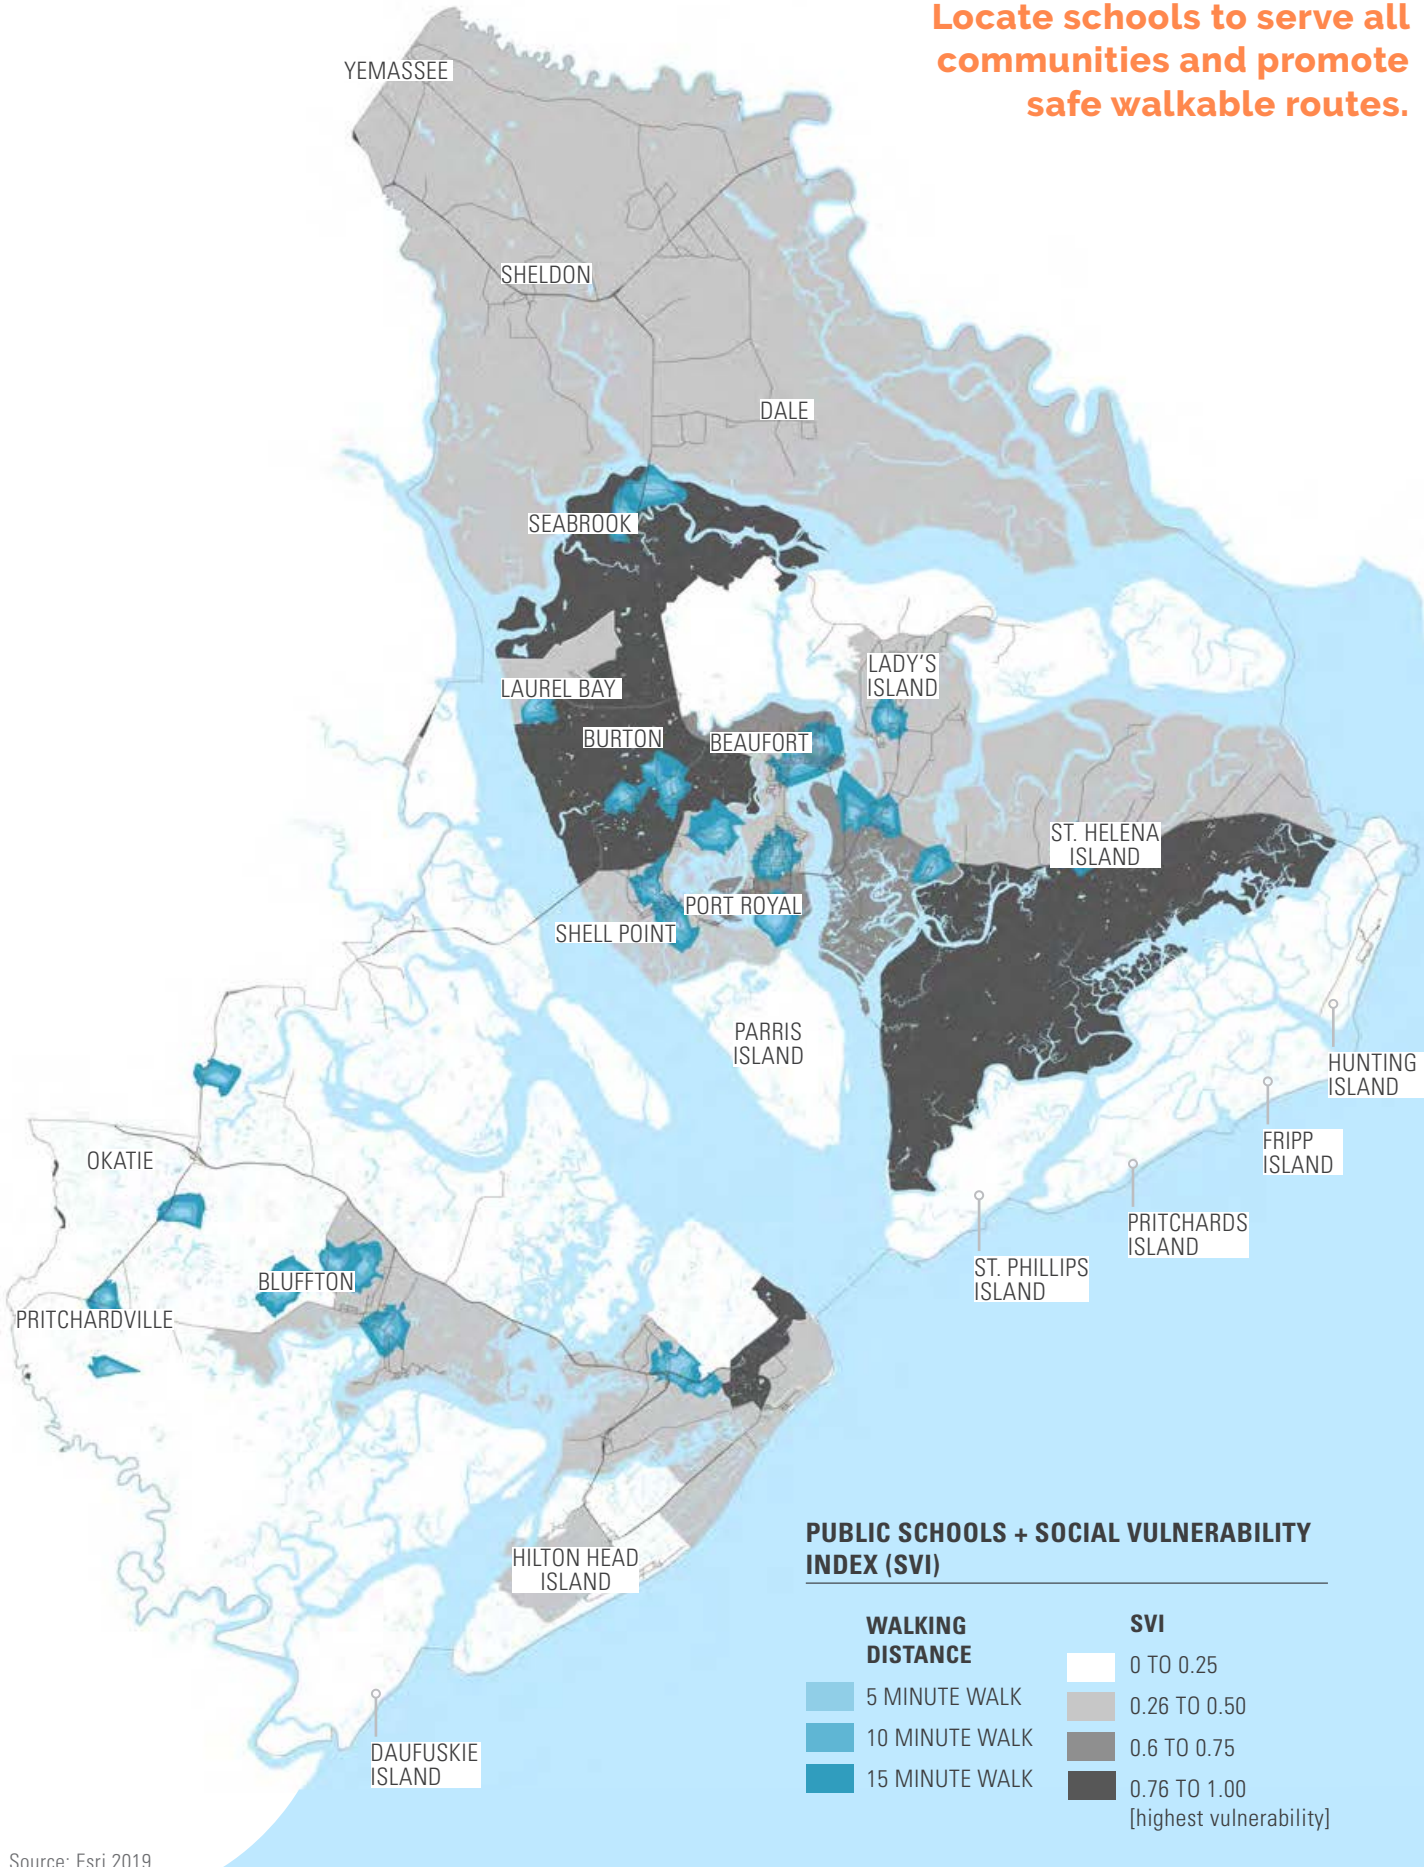 Locate schools to serve all
communities and promote
safe walkable routes.
YEMASSEE
SHELDON
DALE
SEABROOK
LADY'S
ISLAND
LAUREL BAY
BURTON
BEAUFORT
ST. HELENA
ISLAND
PORT ROYAL
SHELL POINT
PARRIS
ISLAND
HUNTING
ISLAND
FRIPP
ISLAND
OKATIE
PRITCHARDS
ISLAND
ST. PHILLIPS
ISLAND
BLUFFTON
PRITCHARDVILLE
HILTON HEAD
ISLAND
DAUFUSKIE
ISLAND
PUBLIC SCHOOLS + SOCIAL VULNERABILITY
INDEX (SVI)
WALKING
DISTANCE
5 MINUTE WALK
10 MINUTE WALK
15 MINUTE WALK
SVI
0 TO 0.25
0.26 TO 0.50
0.6 TO 0.75
0.76 TO 1.00
[highest vulnerability]
Source: Esri 2019